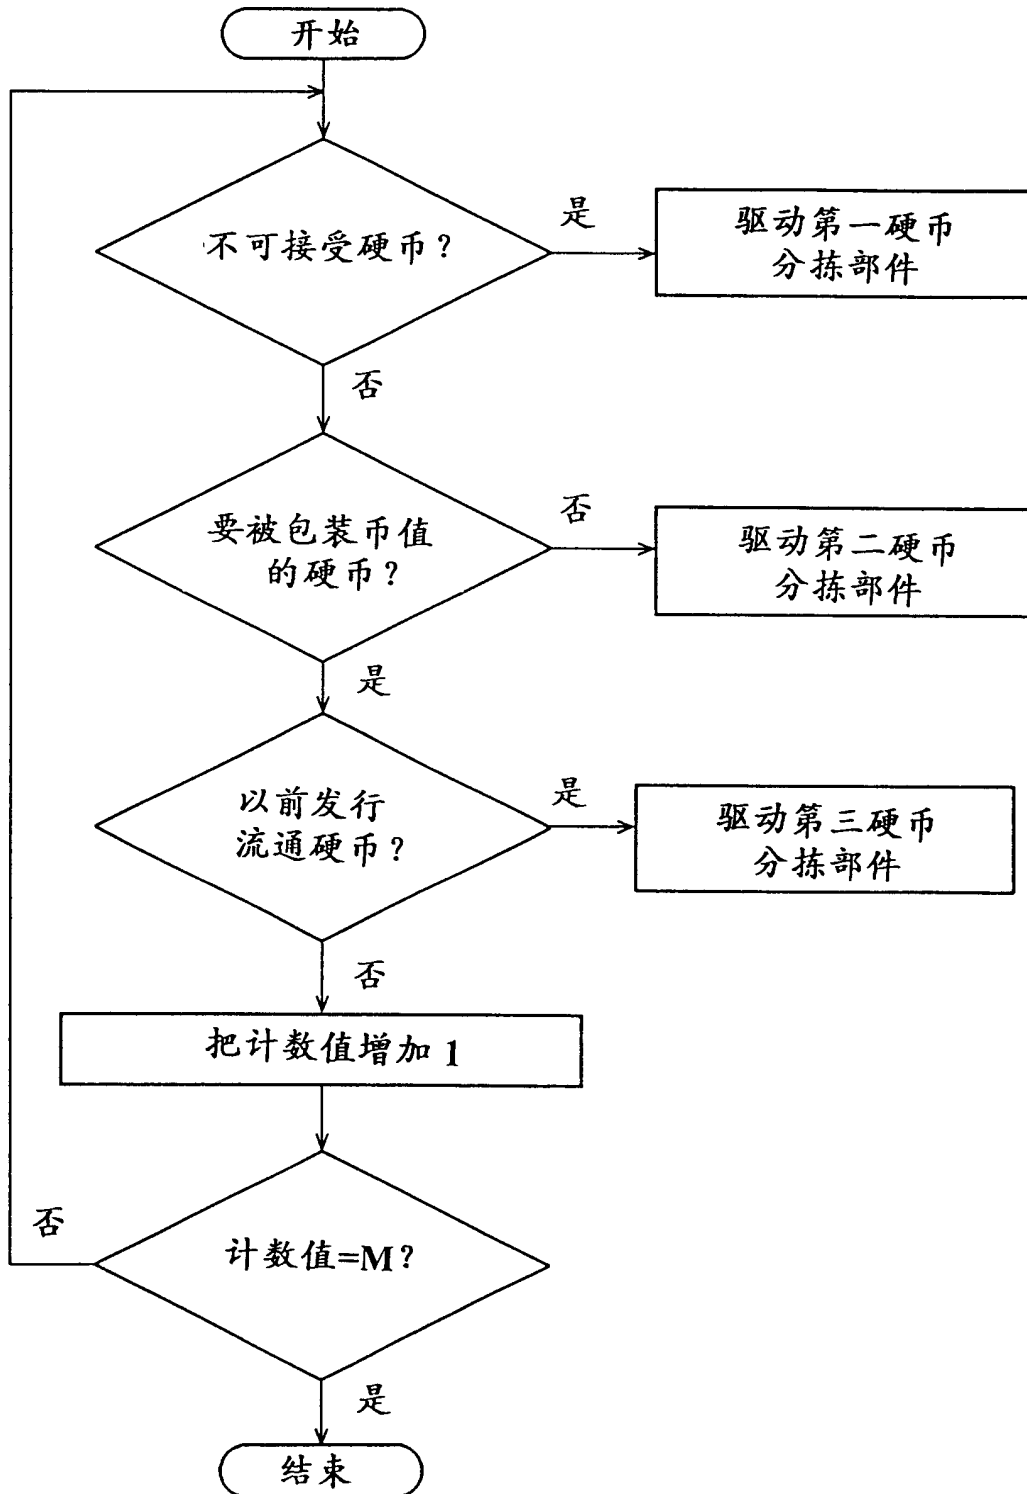 开始
不可接受硬币？
是
驱动第一硬币
分拣部件
否
要被包装币值
的硬币？
否
驱动第二硬币
分拣部件
是
以前发行
流通硬币？
是
驱动第三硬币
分拣部件
否
把计数值增加 1
计数值=M？
否
是
结束